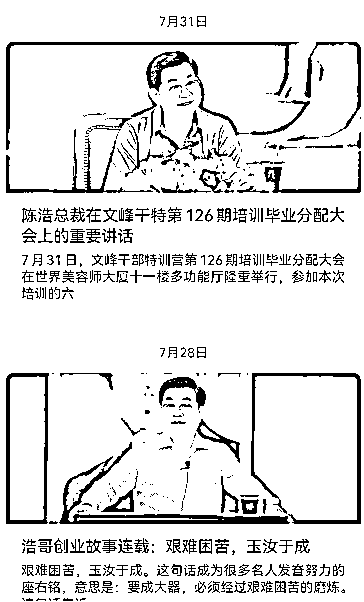 7月31日
陈浩总裁在文峰干特第126期培训毕业分配大
会上的重要讲话
7月31日，文峰干部特训营第126期培训毕业分配大会
在世界美容师大厦十一楼多功能厅隆重举行，参加本次
培训的六
7月28日
浩哥创业故事连载：艰难困苦，玉汝于成
艰难困苦，玉汝于成。这句话成为很多名人发奋努力的
座右铭，意思是：要成大器，必须经过艰难困苦的磨炼。